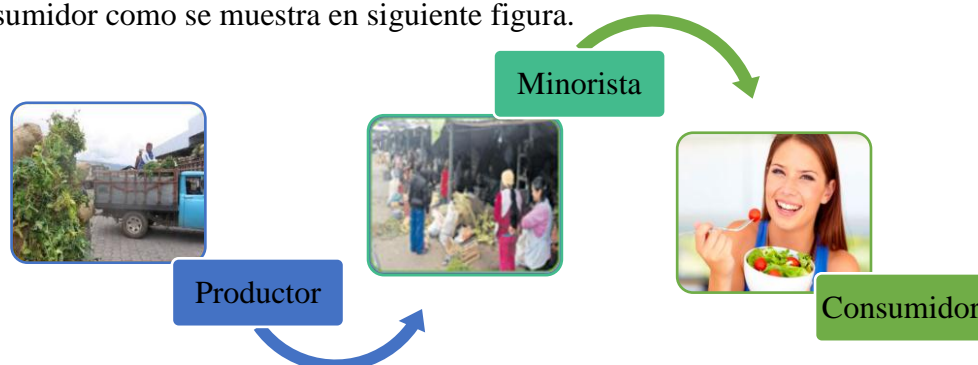 sumidor como se muestra en siguiente figura.
Minorista
Productor
Consumidor